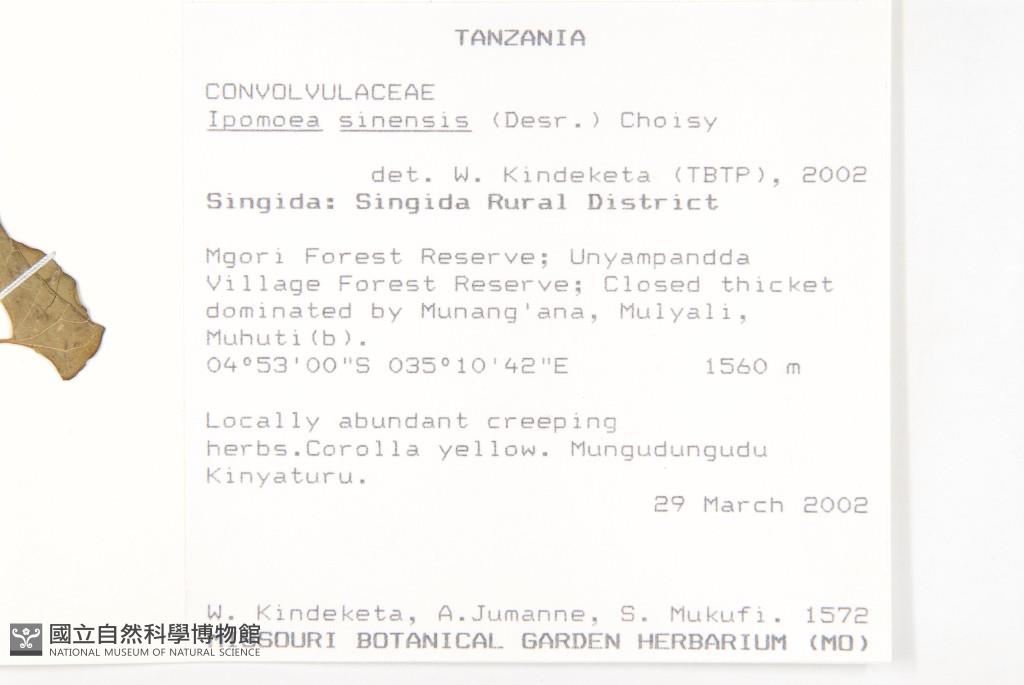 TANZANIA
CONVOLVULACEAE
Ipomoea sinensis (Desr.) Choisy
det. W. Kindeketa (TBTP), 2002
Singida: Singida Rural District
Mgori Forest Reserve; Unyampandda
Village Forest Reserve; Closed thicket
dominated by Munang'ana, Mulyali,
Muhuti(b).
04°53'00"S 035°10'42"E 1560 m
Locally abundant creeping
herbs.Corolla yellow. Mungudungudu
Kinyaturu.
29 March 2002
W. Kindeketa, A.Jumanne, S. Mukufi. 1572
MISSOURI BOTANICAL GARDEN HERBARIUM (MO)
國立自然科學博物館
NATIONAL MUSEUM OF NATURAL SCIENCE